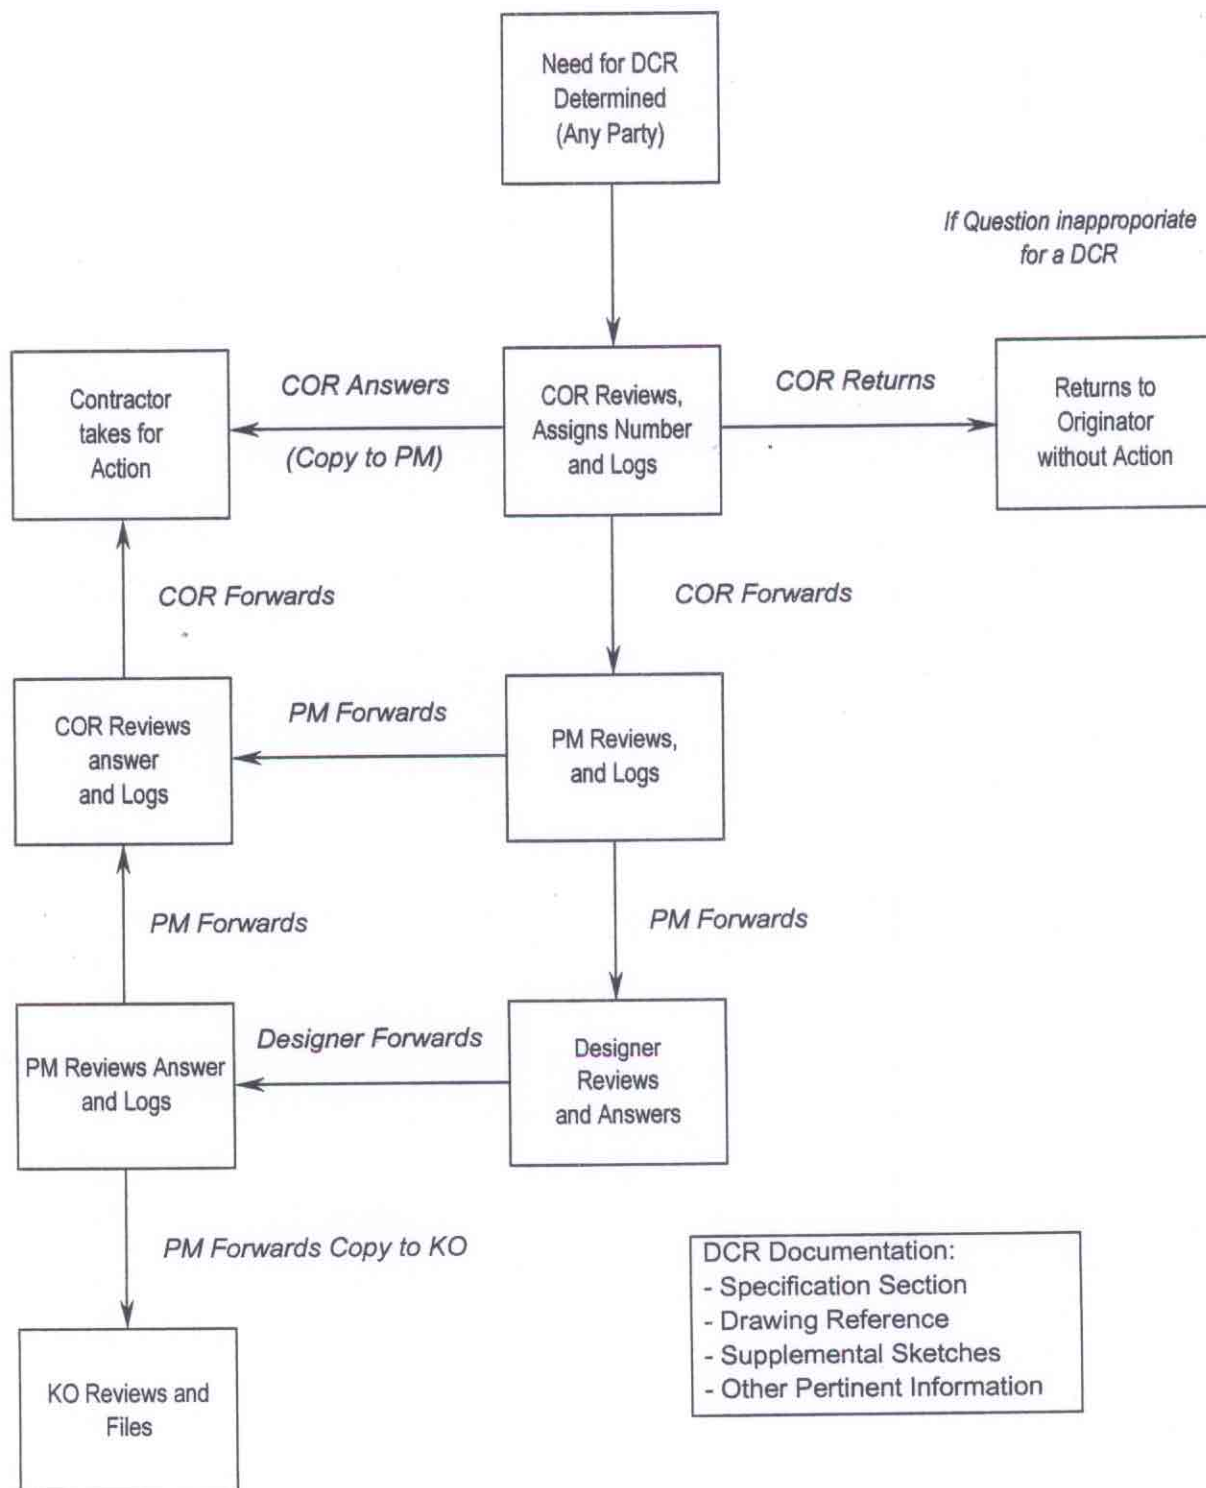 Need for DCR
Determined
(Any Party)
If Question inapproporiate
for a DCR
Contractor
takes for
Action
COR Answers
(Copy to PM)
COR Reviews,
Assigns Number
and Logs
COR Returns
Returns to
Originator
without Action
COR Forwards
COR Forwards
COR Reviews
answer
and Logs
PM Forwards
PM Reviews,
and Logs
PM Forwards
PM Forwards
PM Reviews Answer
and Logs
Designer Forwards
Designer
Reviews
and Answers
PM Forwards Copy to KO
KO Reviews and
Files
DCR Documentation:
- Specification Section
- Drawing Reference
- Supplemental Sketches
- Other Pertinent Information